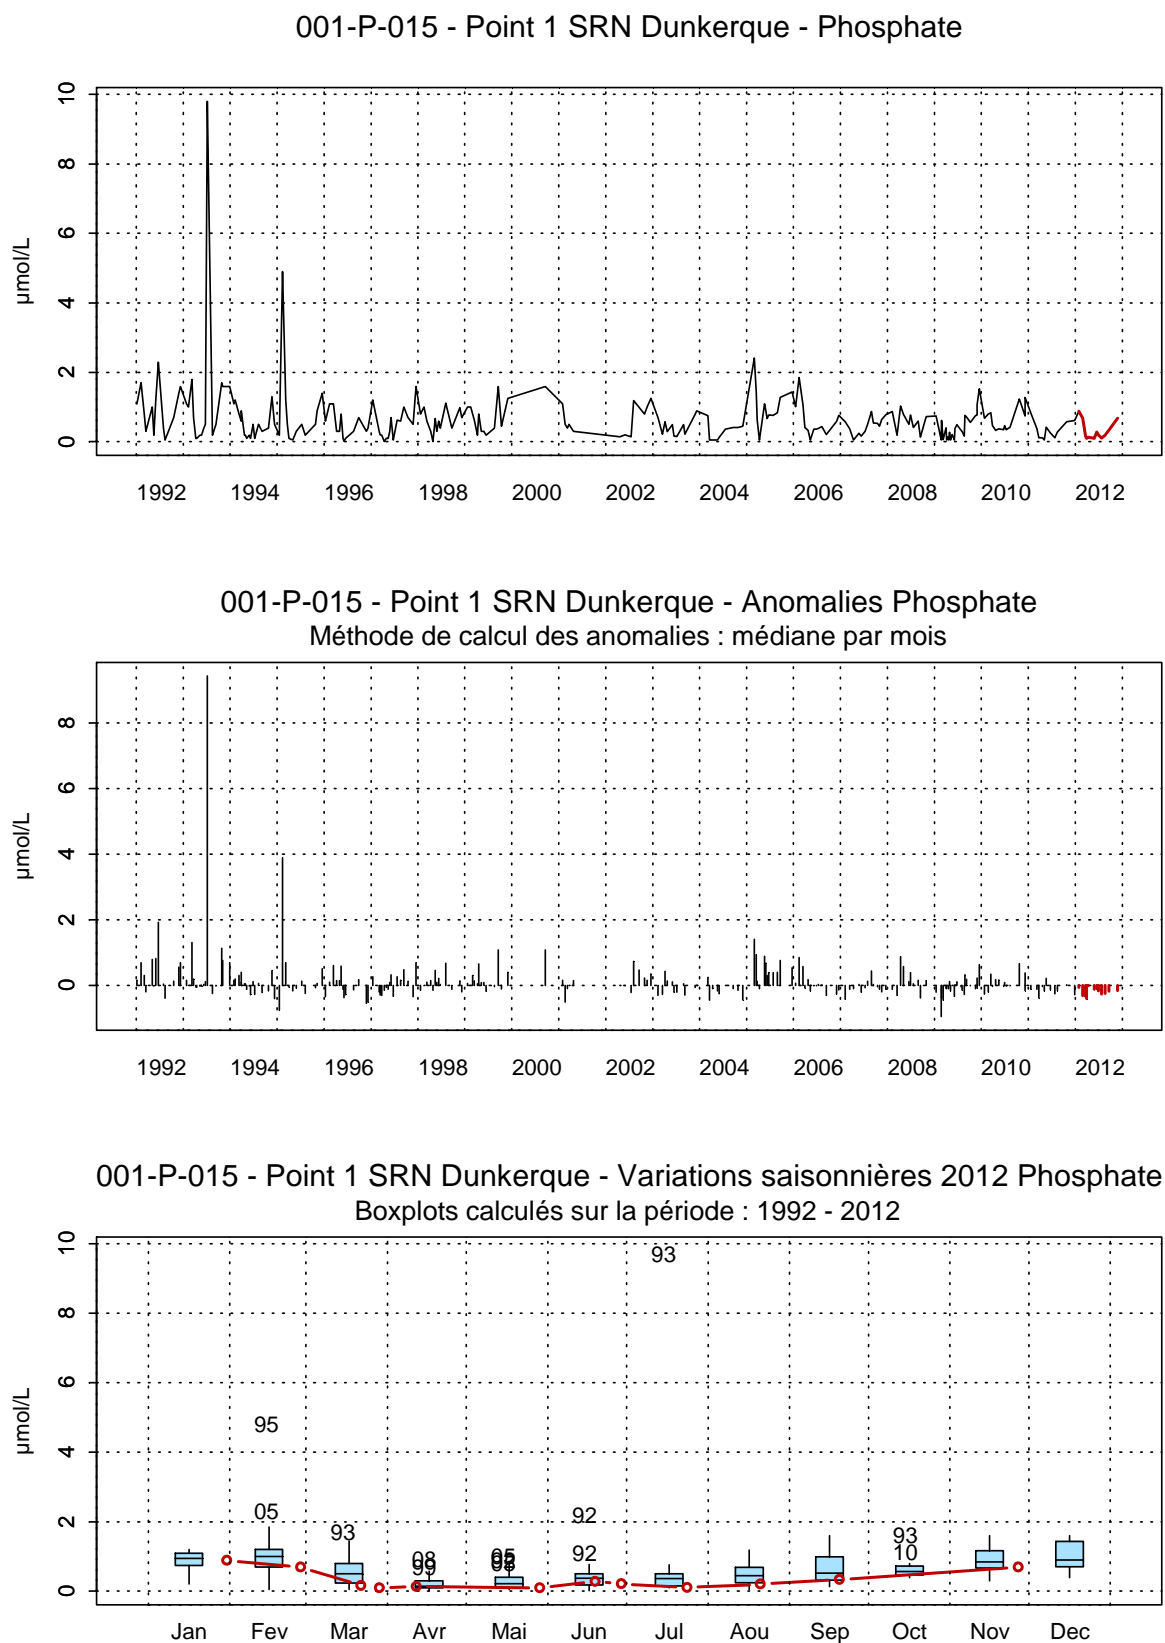 001-P-015 - Point 1 SRN Dunkerque - Phosphate
10
8
6
4
2
0
µmol/L
1992 1994 1996 1998 2000 2002 2004 2006 2008 2010 2012
001-P-015 - Point 1 SRN Dunkerque - Anomalies Phosphate
Méthode de calcul des anomalies : médiane par mois
8
6
4
2
0
µmol/L
1992 1994 1996 1998 2000 2002 2004 2006 2008 2010 2012
001-P-015 - Point 1 SRN Dunkerque - Variations saisonnières 2012 Phosphate
Boxplots calculés sur la période : 1992 - 2012
10
8
6
4
2
0
µmol/L
93
95
05
93
08
99
05
92
92
93
10
Jan Fev Mar Avr Mai Jun Jul Aou Sep Oct Nov Dec